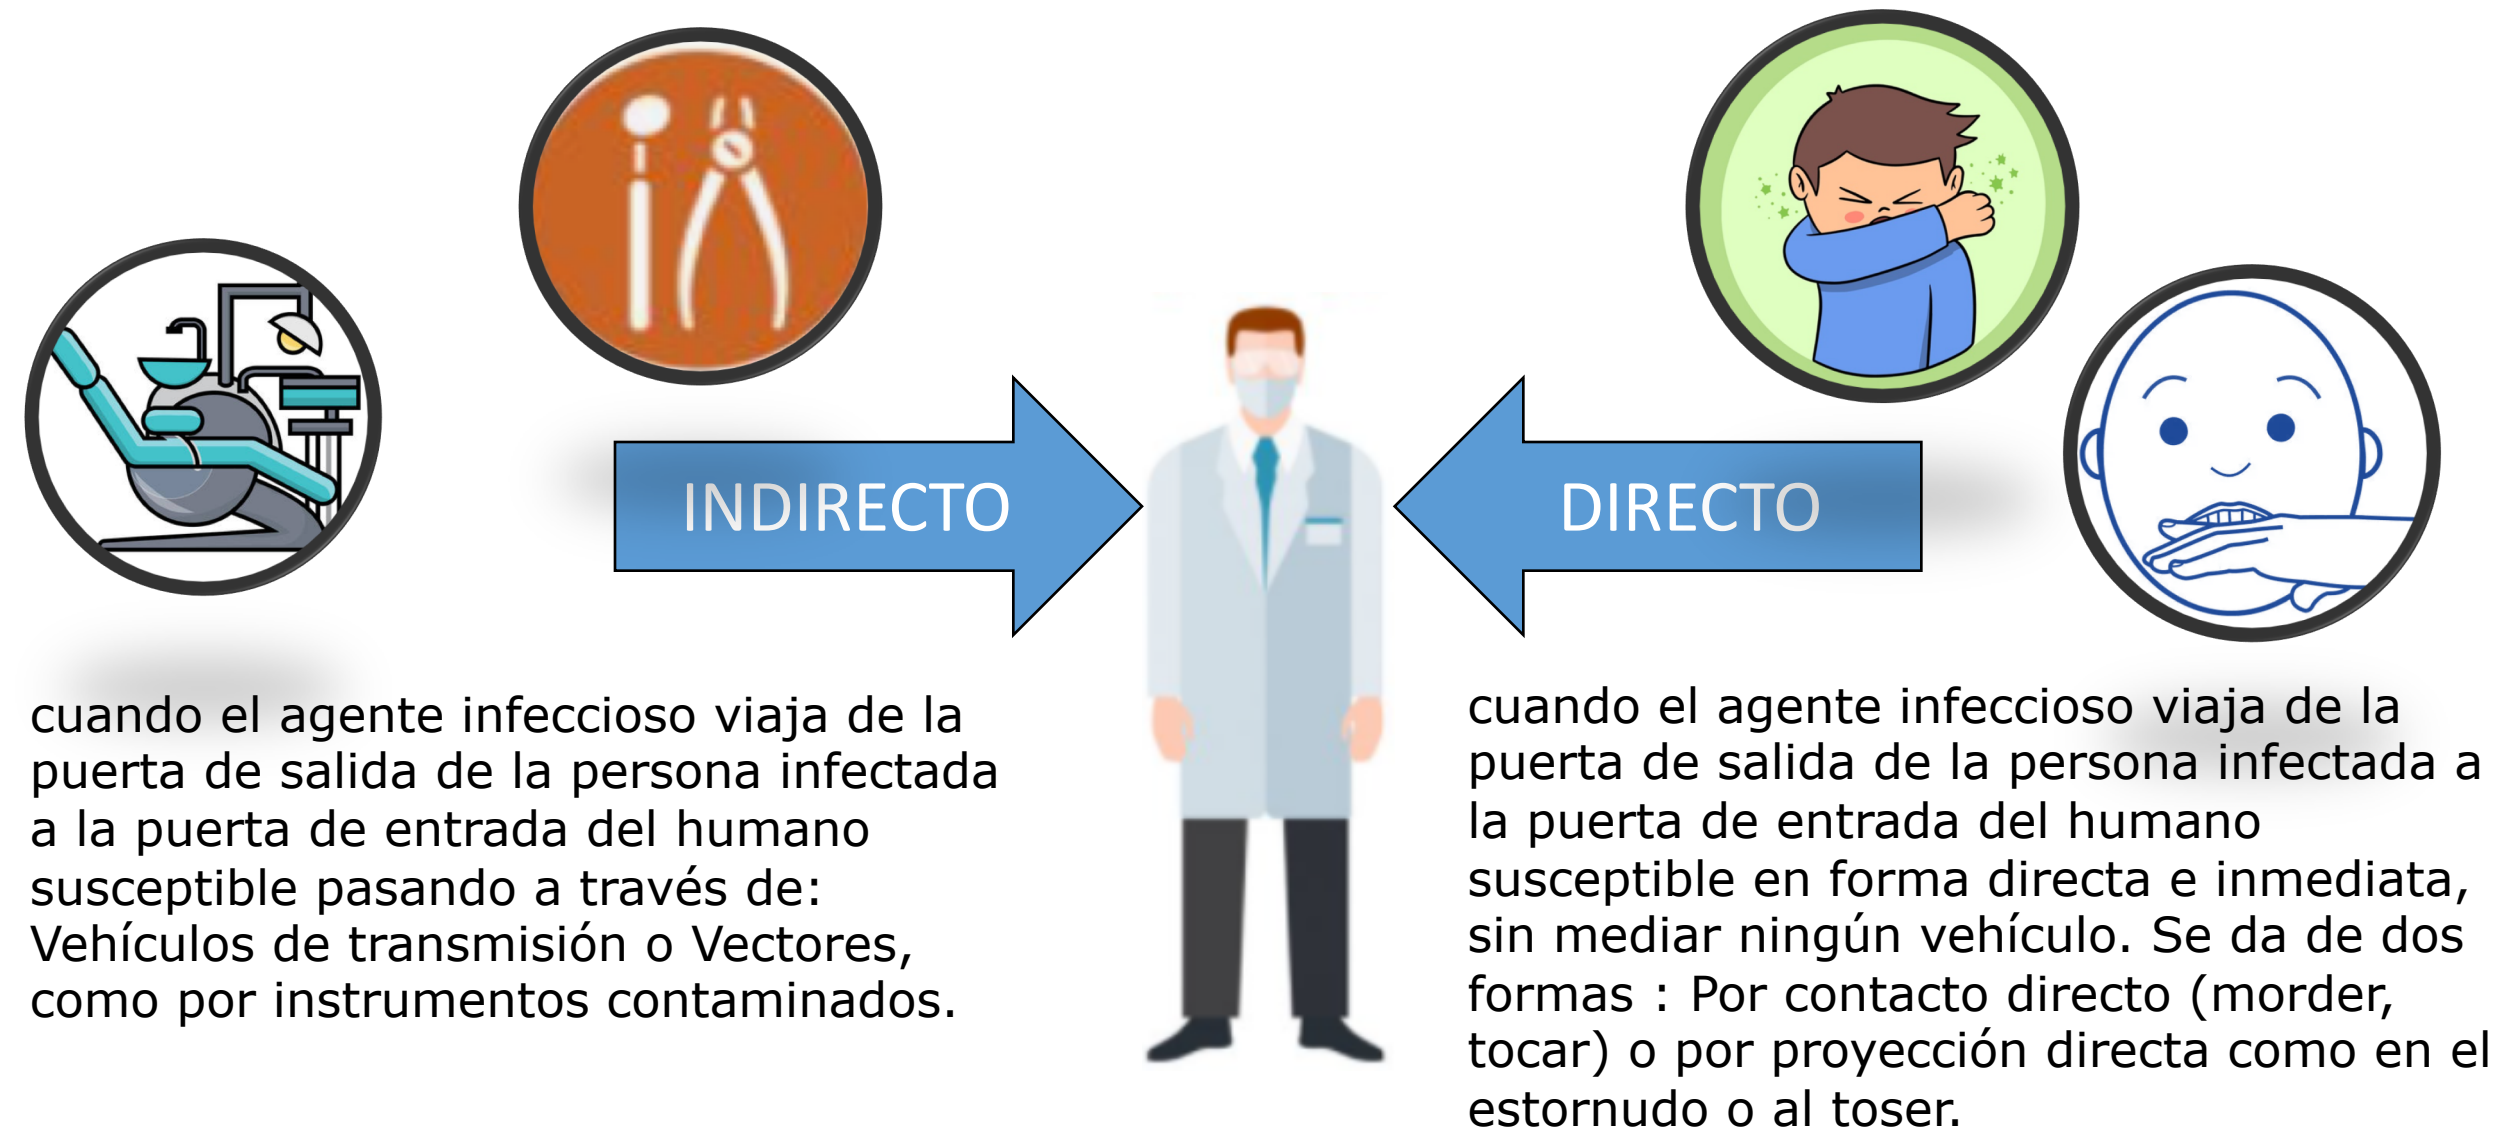 INDIRECTO
DIRECTO
cuando el agente infeccioso viaja de la
puerta de salida de la persona infectada
a la puerta de entrada del humano
susceptible pasando a través de:
Vehículos de transmisión o Vectores,
como por instrumentos contaminados.
cuando el agente infeccioso viaja de la
puerta de salida de la persona infectada a
la puerta de entrada del humano
susceptible en forma directa e inmediata,
sin mediar ningún vehículo. Se da de dos
formas : Por contacto directo (morder,
tocar) o por proyección directa como en el
estornudo o al toser.